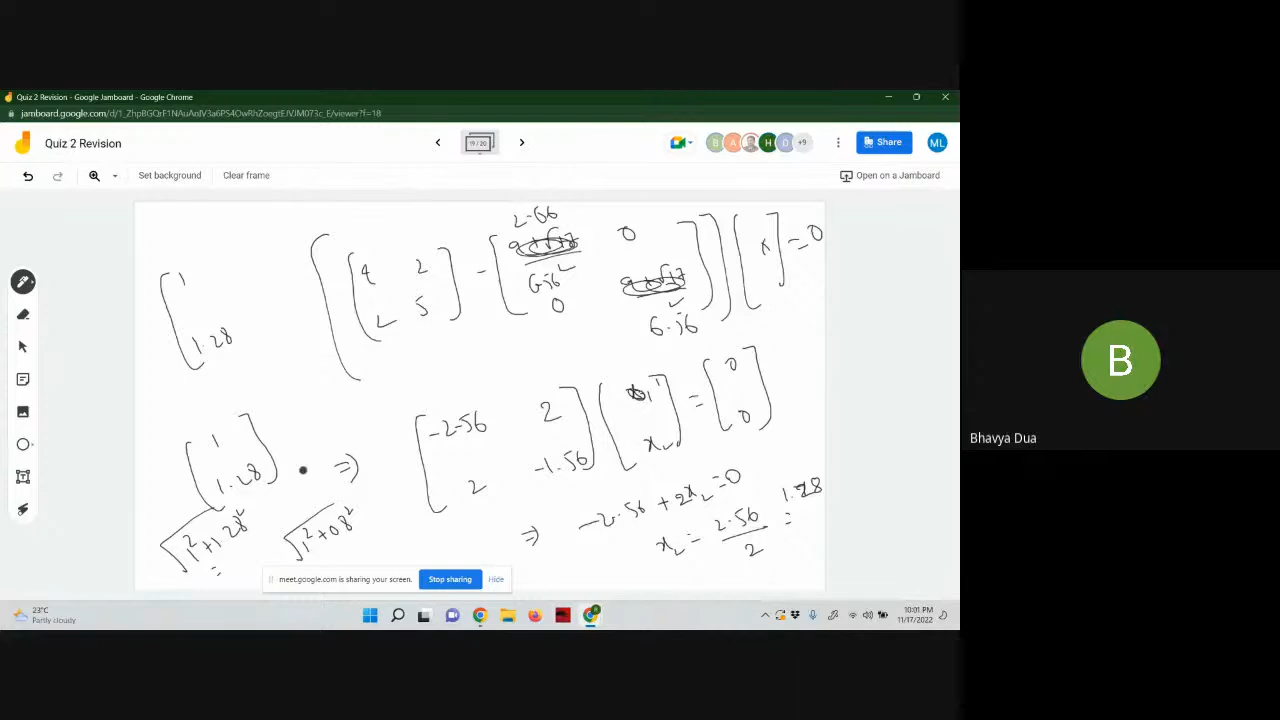 Quiz 2 Revision - Google Jamboard - Google Chrome
Quiz 2 Revision
19 / 20
+9
Share
ML
Set background
Clear frame
Open on a Jamboard
2.56
0
4 2
-
6.56
x
=0
2 5
0
6.56
1
1.28
-2.56 2
1
=
0
2 -1.56
x2
0
1
1.28
⇒
√1²+1.28²
=
√1²+0.8²
⇒ -2.56 + 2x2 =0
x2 = 2.56 / 2 = 1.28
meet.google.com is sharing your screen.
Stop sharing
Hide
B
Bhavya Dua
23°C
Partly cloudy
10:01 PM
11/17/2022